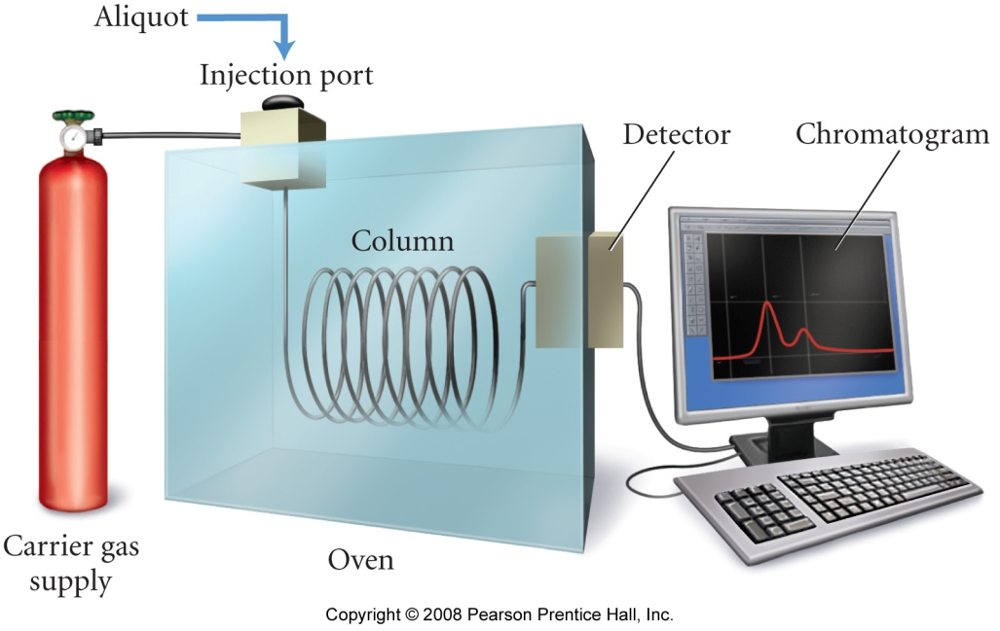 Aliquot
Injection port
Detector
Chromatogram
Column
Carrier gas
supply
Oven
Copyright © 2008 Pearson Prentice Hall, Inc.